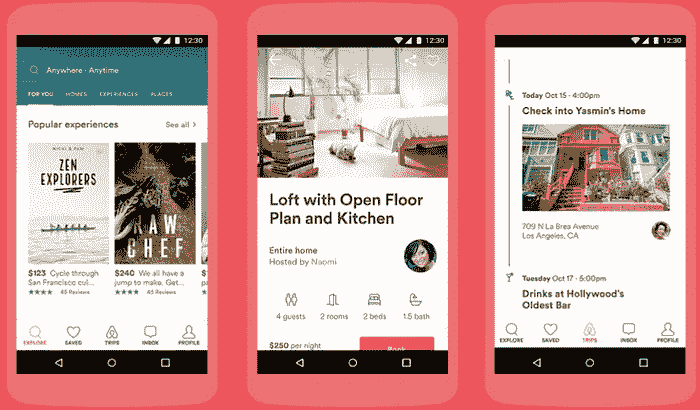 12:30
Anywhere · Anytime
FOR YOU HOMES EXPERIENCES PLACES
Popular experiences See all >
ZEN
EXPLORERS
RAW
CHEF
$123 Cycle through
San Francisco cul...
45 Reviews
$240 We all have a
jump to make. Get...
45 Reviews
EXPLORE SAVED TRIPS INBOX PROFILE
12:30
Loft with Open Floor
Plan and Kitchen
Entire home
Hosted by Naomi
4 guests 2 rooms 2 beds 1.5 bath
$250 per night
Book
12:30
Today Oct 15 · 4:00pm
Check into Yasmin's Home
709 N La Brea Avenue
Los Angeles, CA
Tuesday Oct 17 · 5:00pm
Drinks at Hollywood's
Oldest Bar
EXPLORE SAVED TRIPS INBOX PROFILE